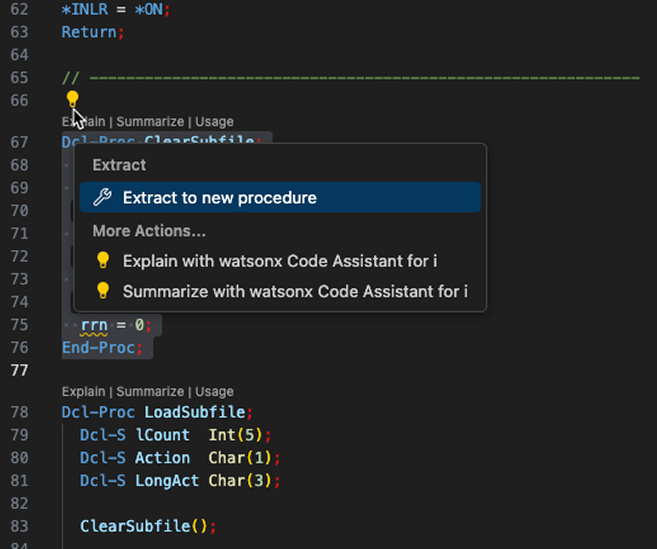 62 *INLR = *ON;
63 Return;
64
65 // ------------------------------------------------------------
66
Explain | Summarize | Usage
67 Dcl-Proc ClearSubfile;
68
Extract
69
Extract to new procedure
70
71 More Actions...
72 Explain with watsonx Code Assistant for i
73
74 Summarize with watsonx Code Assistant for i
75 rrn = 0;
76 End-Proc;
77
Explain | Summarize | Usage
78 Dcl-Proc LoadSubfile;
79 Dcl-S lCount Int(5);
80 Dcl-S Action Char(1);
81 Dcl-S LongAct Char(3);
82
83 ClearSubfile();
84